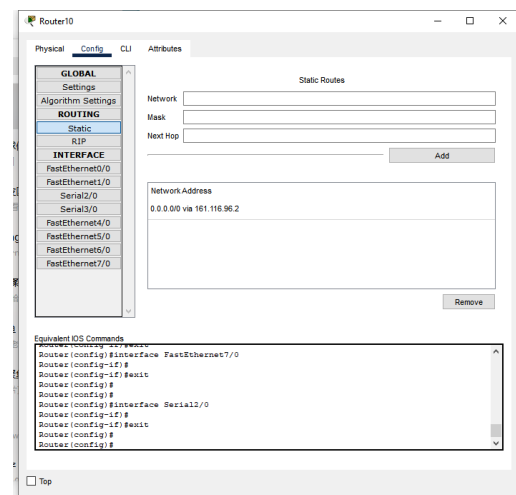 Router10
Physical Config CLI Attributes
GLOBAL
Settings
Algorithm Settings
ROUTING
Static
RIP
INTERFACE
FastEthernet0/0
FastEthernet1/0
Serial2/0
Serial3/0
FastEthernet4/0
FastEthernet5/0
FastEthernet6/0
FastEthernet7/0
Static Routes
Network
Mask
Next Hop
Add
Network Address
0.0.0.0/0 via 161.116.96.2
Remove
Equivalent IOS Commands
Router(config-if)#exit
Router(config)#interface FastEthernet7/0
Router(config-if)#
Router(config-if)#exit
Router(config)#
Router(config)#
Router(config)#interface Serial2/0
Router(config-if)#
Router(config-if)#exit
Router(config)#
Router(config)#
Top